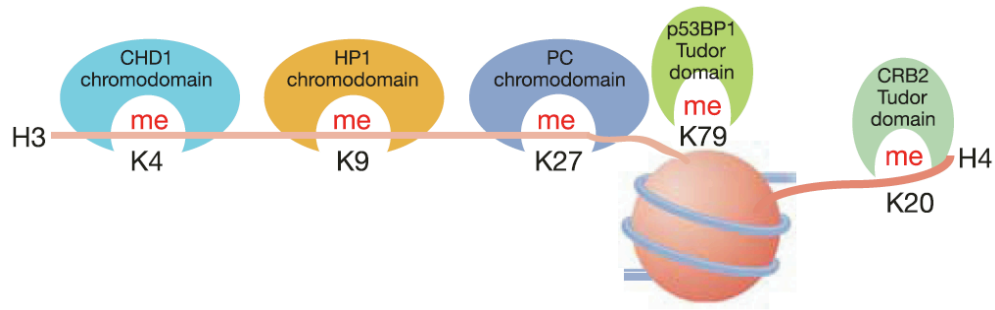 CHD1
chromodomain
me
K4
HP1
chromodomain
me
K9
PC
chromodomain
me
K27
p53BP1
Tudor
domain
me
K79
CRB2
Tudor
domain
me
K20
H3
H4